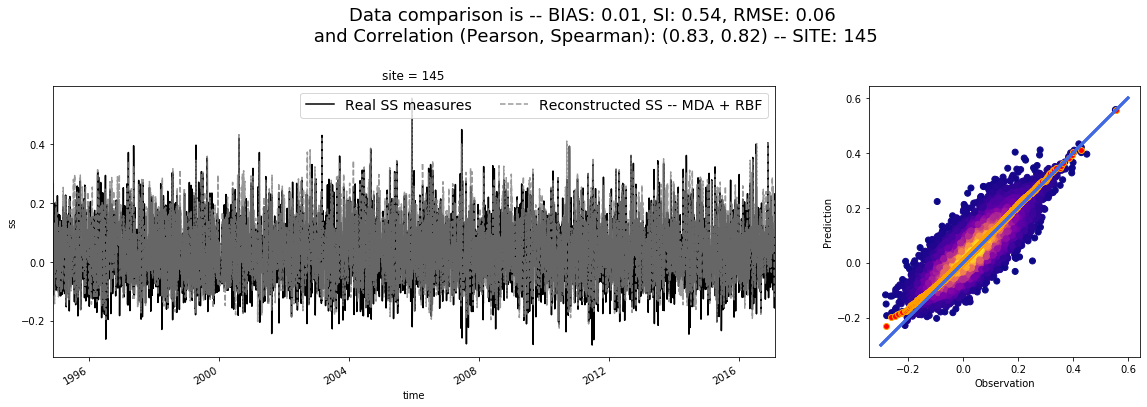 Data comparison is -- BIAS: 0.01, SI: 0.54, RMSE: 0.06
and Correlation (Pearson, Spearman): (0.83, 0.82) -- SITE: 145
site = 145
Real SS measures
Reconstructed SS -- MDA + RBF
0.4
0.2
0.0
−0.2
ss
1996
2000
2004
2008
2012
2016
time
0.6
0.4
0.2
0.0
−0.2
Prediction
−0.2
0.0
0.2
0.4
0.6
Observation